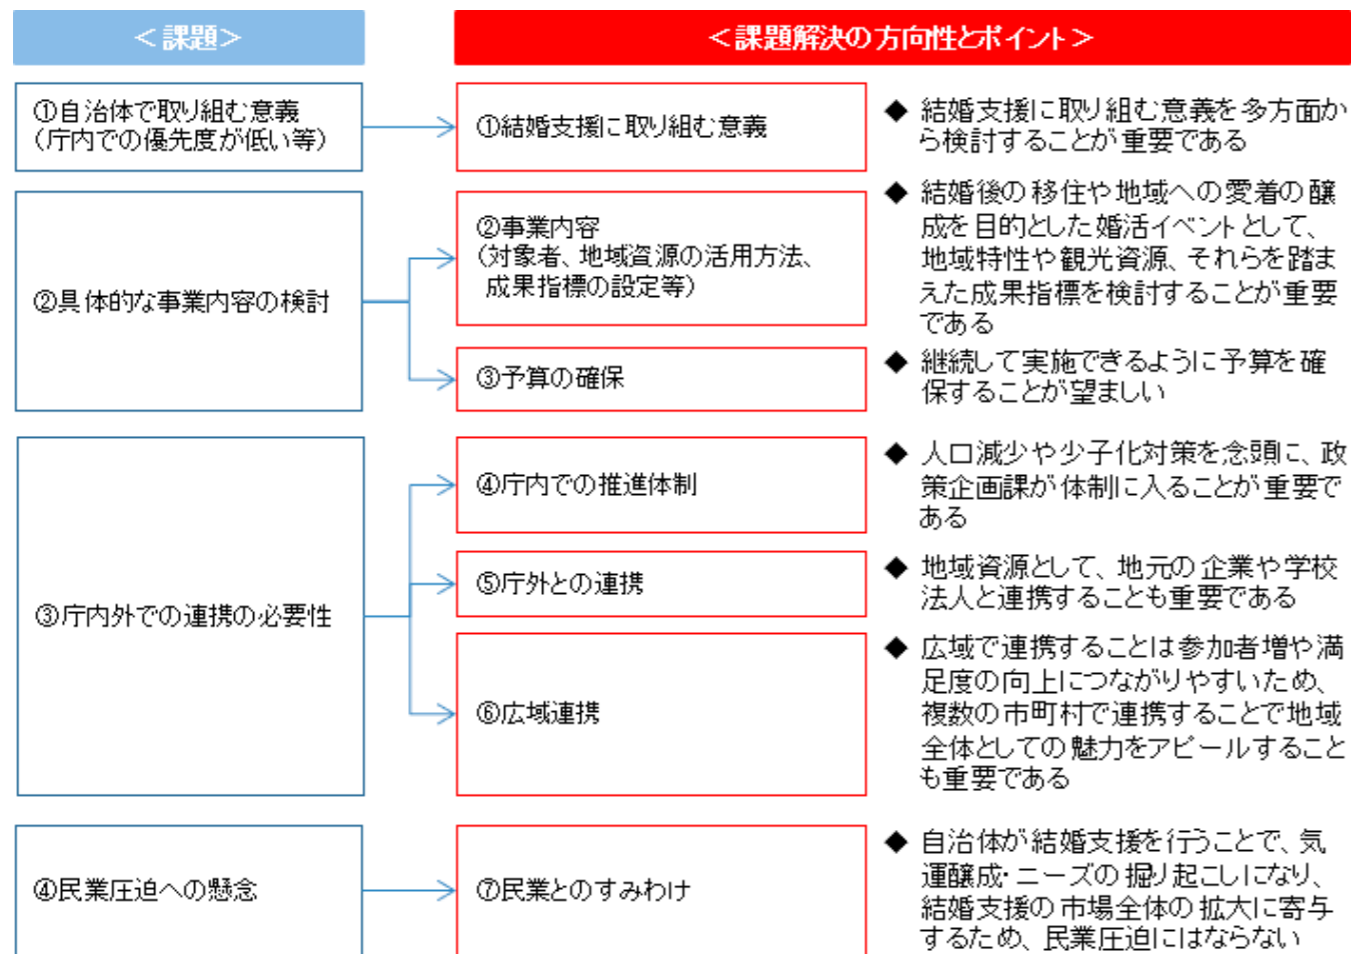 ＜課題＞
＜課題解決の方向性とポイント＞
①自治体で取り組む意義
（庁内での優先度が低い等）
①結婚支援に取り組む意義
◆ 結婚支援に取り組む意義を多方面か
ら検討することが重要である
②具体的な事業内容の検討
②事業内容
（対象者、地域資源の活用方法、
成果指標の設定等）
◆ 結婚後の移住や地域への愛着の醸
成を目的とした婚活イベントとして、
地域特性や観光資源、それらを踏ま
えた成果指標を検討することが重要
である
③予算の確保
◆ 継続して実施できるように予算を確
保することが望ましい
③庁内外での連携の必要性
④庁内での推進体制
◆ 人口減少や少子化対策を念頭に、政
策企画課が体制に入ることが重要で
ある
⑤庁外との連携
◆ 地域資源として、地元の企業や学校
法人と連携することも重要である
⑥広域連携
◆ 広域で連携することは参加者増や満
足度の向上につながりやすいため、
複数の市町村で連携することで地域
全体としての魅力をアピールすること
も重要である
④民業圧迫への懸念
⑦民業とのすみわけ
◆ 自治体が結婚支援を行うことで、気
運醸成・ニーズの掘り起こしになり、
結婚支援の市場全体の拡大に寄与
するため、民業圧迫にはならない